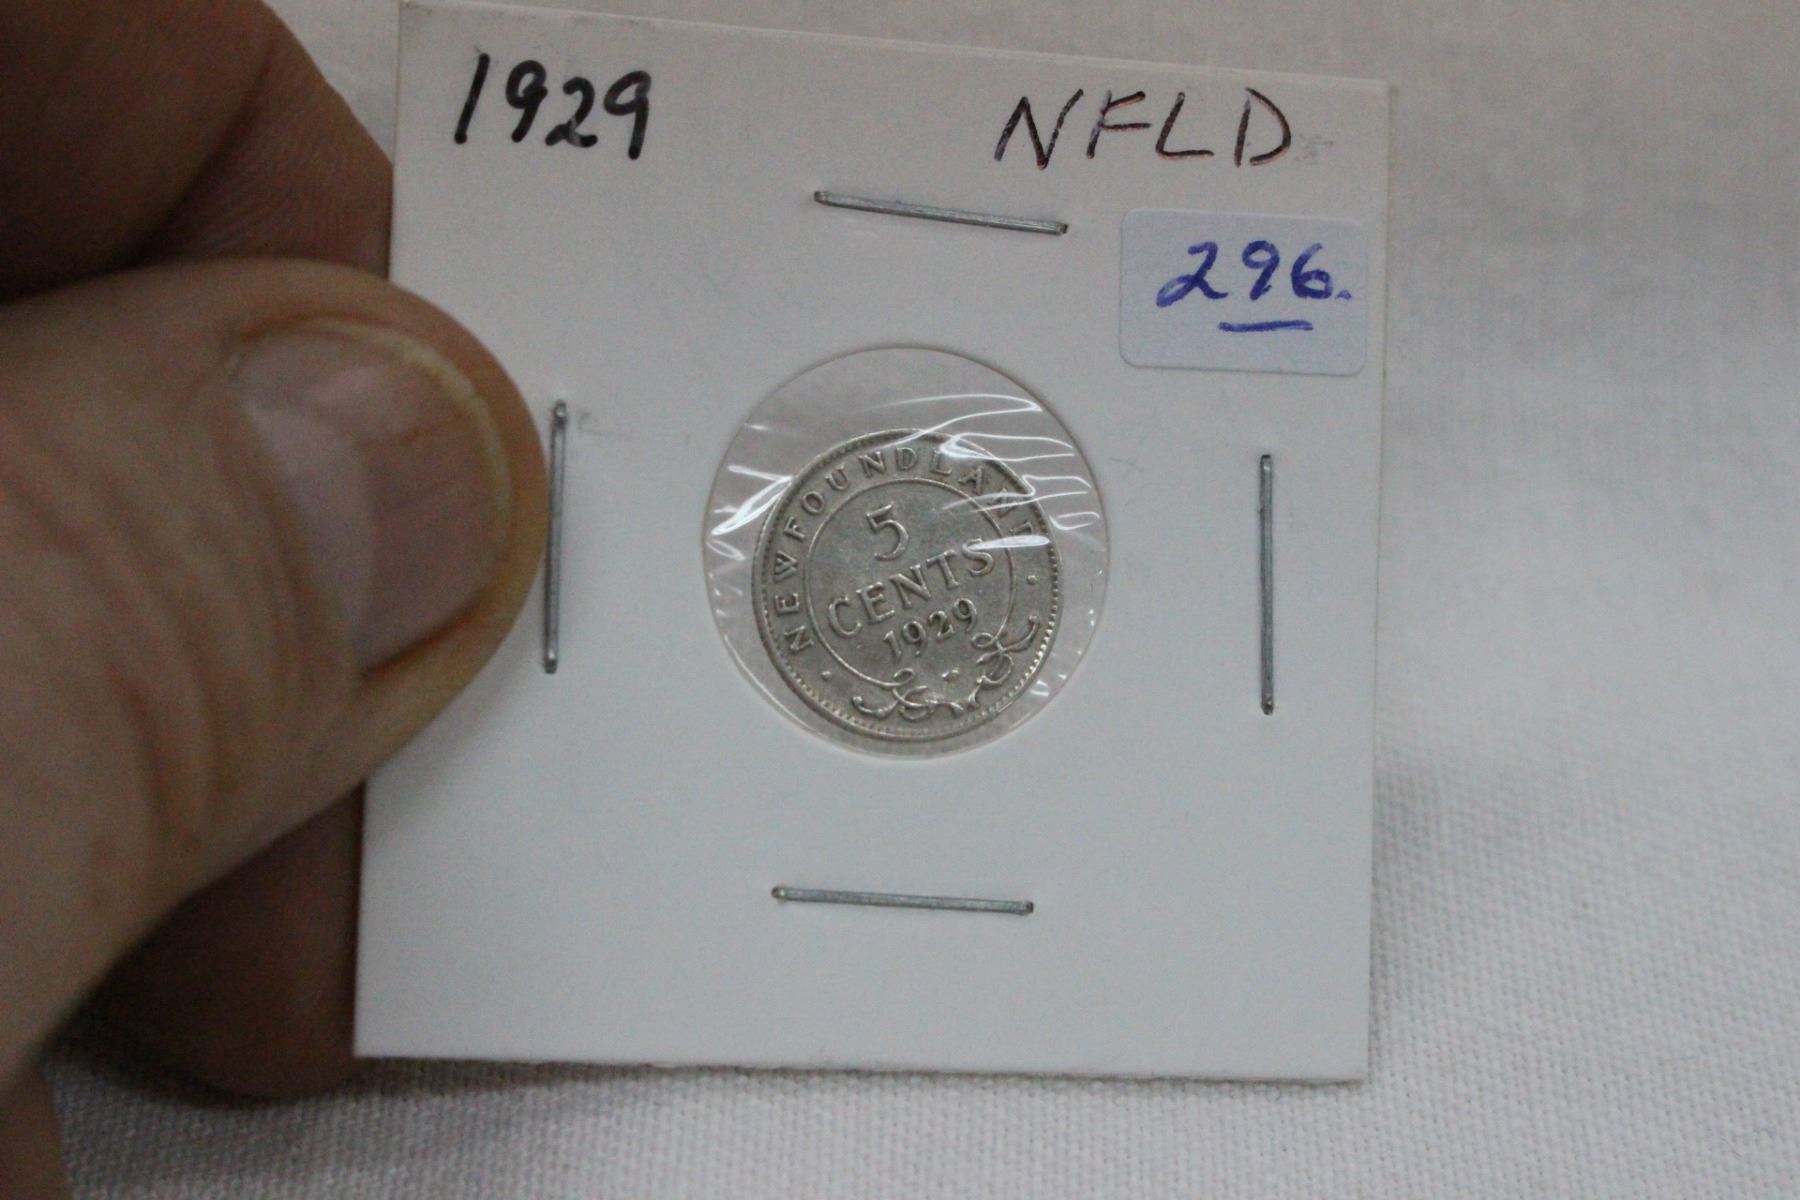 1929 NFLD
296.
NEWFOUNDLAND
5
CENTS
1929